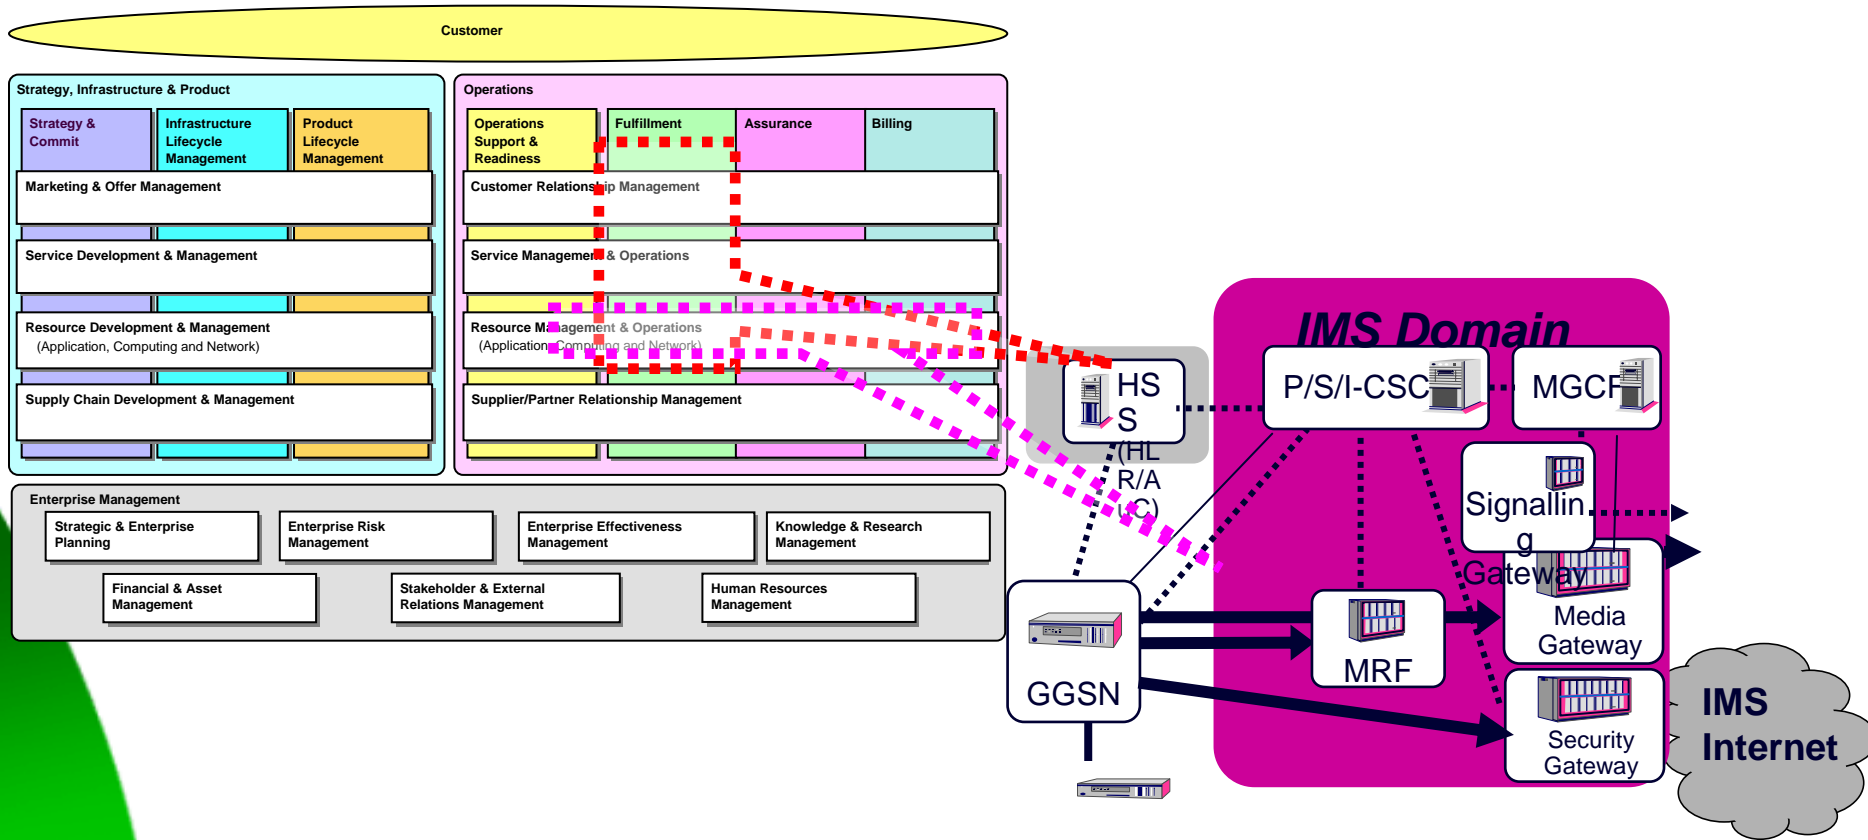 Customer
Strategy, Infrastructure & Product
Strategy &
Commit
Infrastructure
Lifecycle
Management
Product
Lifecycle
Management
Marketing & Offer Management
Service Development & Management
Resource Development & Management
(Application, Computing and Network)
Supply Chain Development & Management
Operations
Operations
Support &
Readiness
Fulfillment
Assurance
Billing
Customer Relationship Management
Service Management & Operations
Resource Management & Operations
(Application, Computing and Network)
Supplier/Partner Relationship Management
Enterprise Management
Strategic & Enterprise
Planning
Enterprise Risk
Management
Enterprise Effectiveness
Management
Knowledge & Research
Management
Financial & Asset
Management
Stakeholder & External
Relations Management
Human Resources
Management
IMS Domain
HS
S
(HL
R/A
uC)
P/S/I-CSC
MGCF
Signallin
g
Gateway
Media
Gateway
MRF
GGSN
Security
Gateway
IMS
Internet